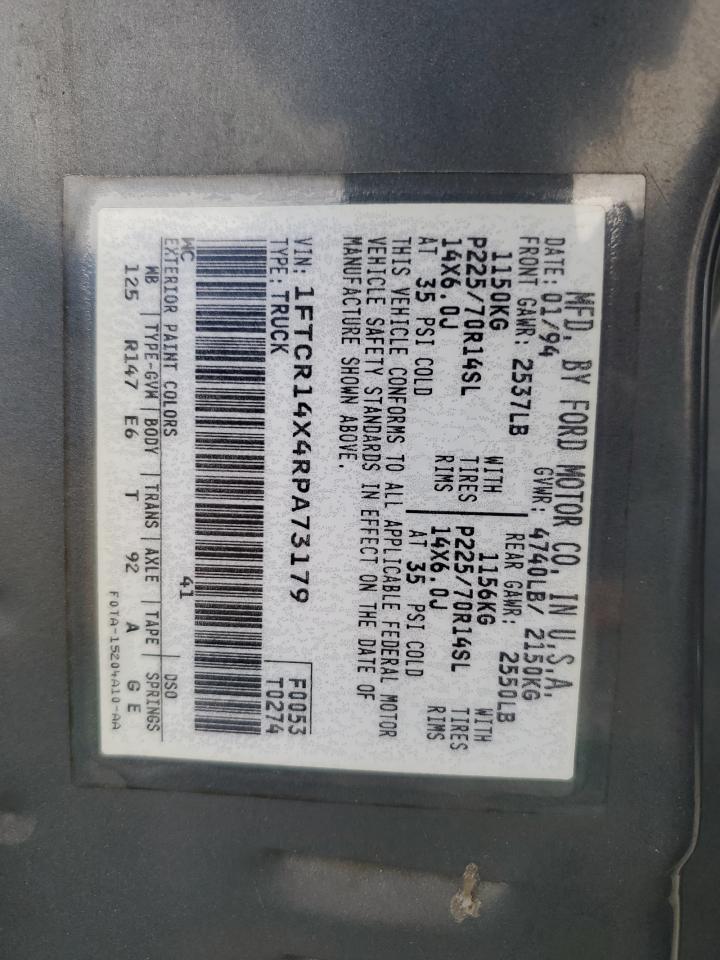 MFD. BY FORD MOTOR CO. IN U.S.A.
DATE: 01/94 GVWR: 4740LB/ 2150KG
FRONT GAWR: 2537LB REAR GAWR: 2550LB
1150KG WITH 1156KG WITH
P225/70R14SL TIRES P225/70R14SL TIRES
14X6.0J RIMS 14X6.0J RIMS
AT 35 PSI COLD AT 35 PSI COLD
THIS VEHICLE CONFORMS TO ALL APPLICABLE FEDERAL MOTOR
VEHICLE SAFETY STANDARDS IN EFFECT ON THE DATE OF
MANUFACTURE SHOWN ABOVE.
VIN: 1FTCR14X4RPA73179 F0053
TYPE: TRUCK T0274
WC 41
EXTERIOR PAINT COLORS DSO
WB TYPE-GVM BODY TRANS AXLE TAPE SPRINGS
125 R147 E6 T 92 A G E
F0TA-15204A10-AA